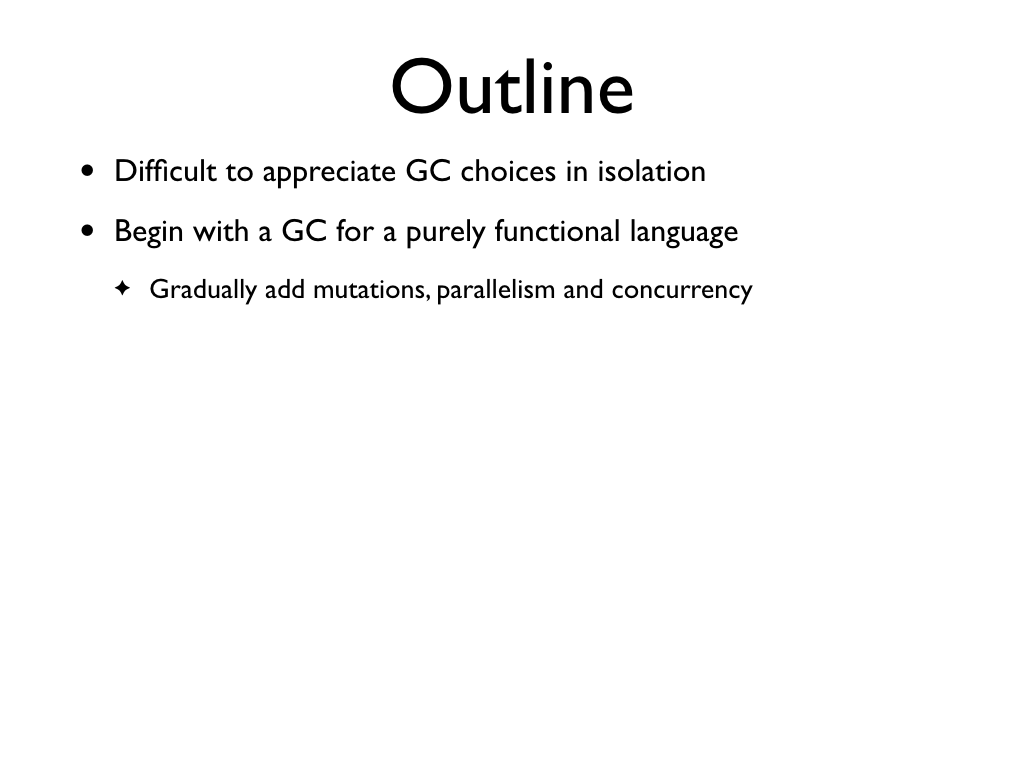 Outline
• Difficult to appreciate GC choices in isolation
• Begin with a GC for a purely functional language
✦ Gradually add mutations, parallelism and concurrency